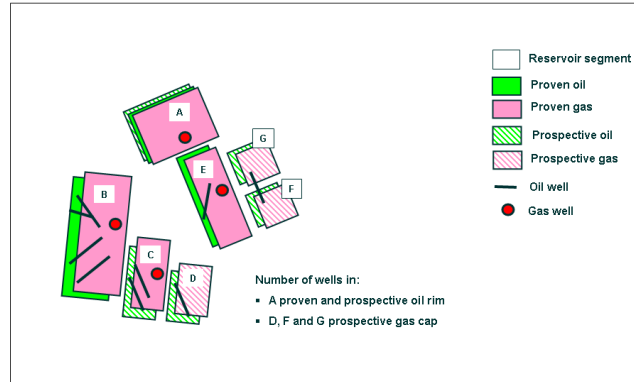 A
G
E
F
B
C
D
Reservoir segment
Proven oil
Proven gas
Prospective oil
Prospective gas
Oil well
Gas well
Number of wells in:
▪ A proven and prospective oil rim
▪ D, F and G prospective gas cap